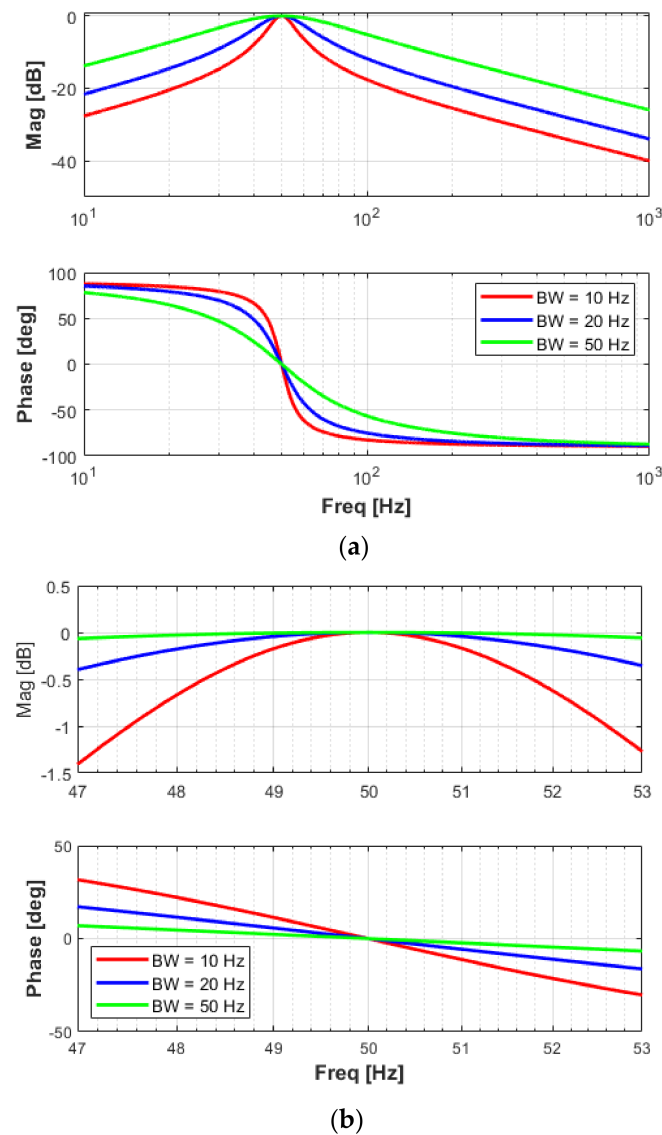 Mag [dB]
0
-20
-40
10^1
10^2
10^3
Phase [deg]
100
50
0
-50
-100
BW = 10 Hz
BW = 20 Hz
BW = 50 Hz
10^1
10^2
10^3
Freq [Hz]
(a)
Mag [dB]
0.5
0
-0.5
-1
-1.5
47
48
49
50
51
52
53
Phase [deg]
50
0
-50
BW = 10 Hz
BW = 20 Hz
BW = 50 Hz
47
48
49
50
51
52
53
Freq [Hz]
(b)